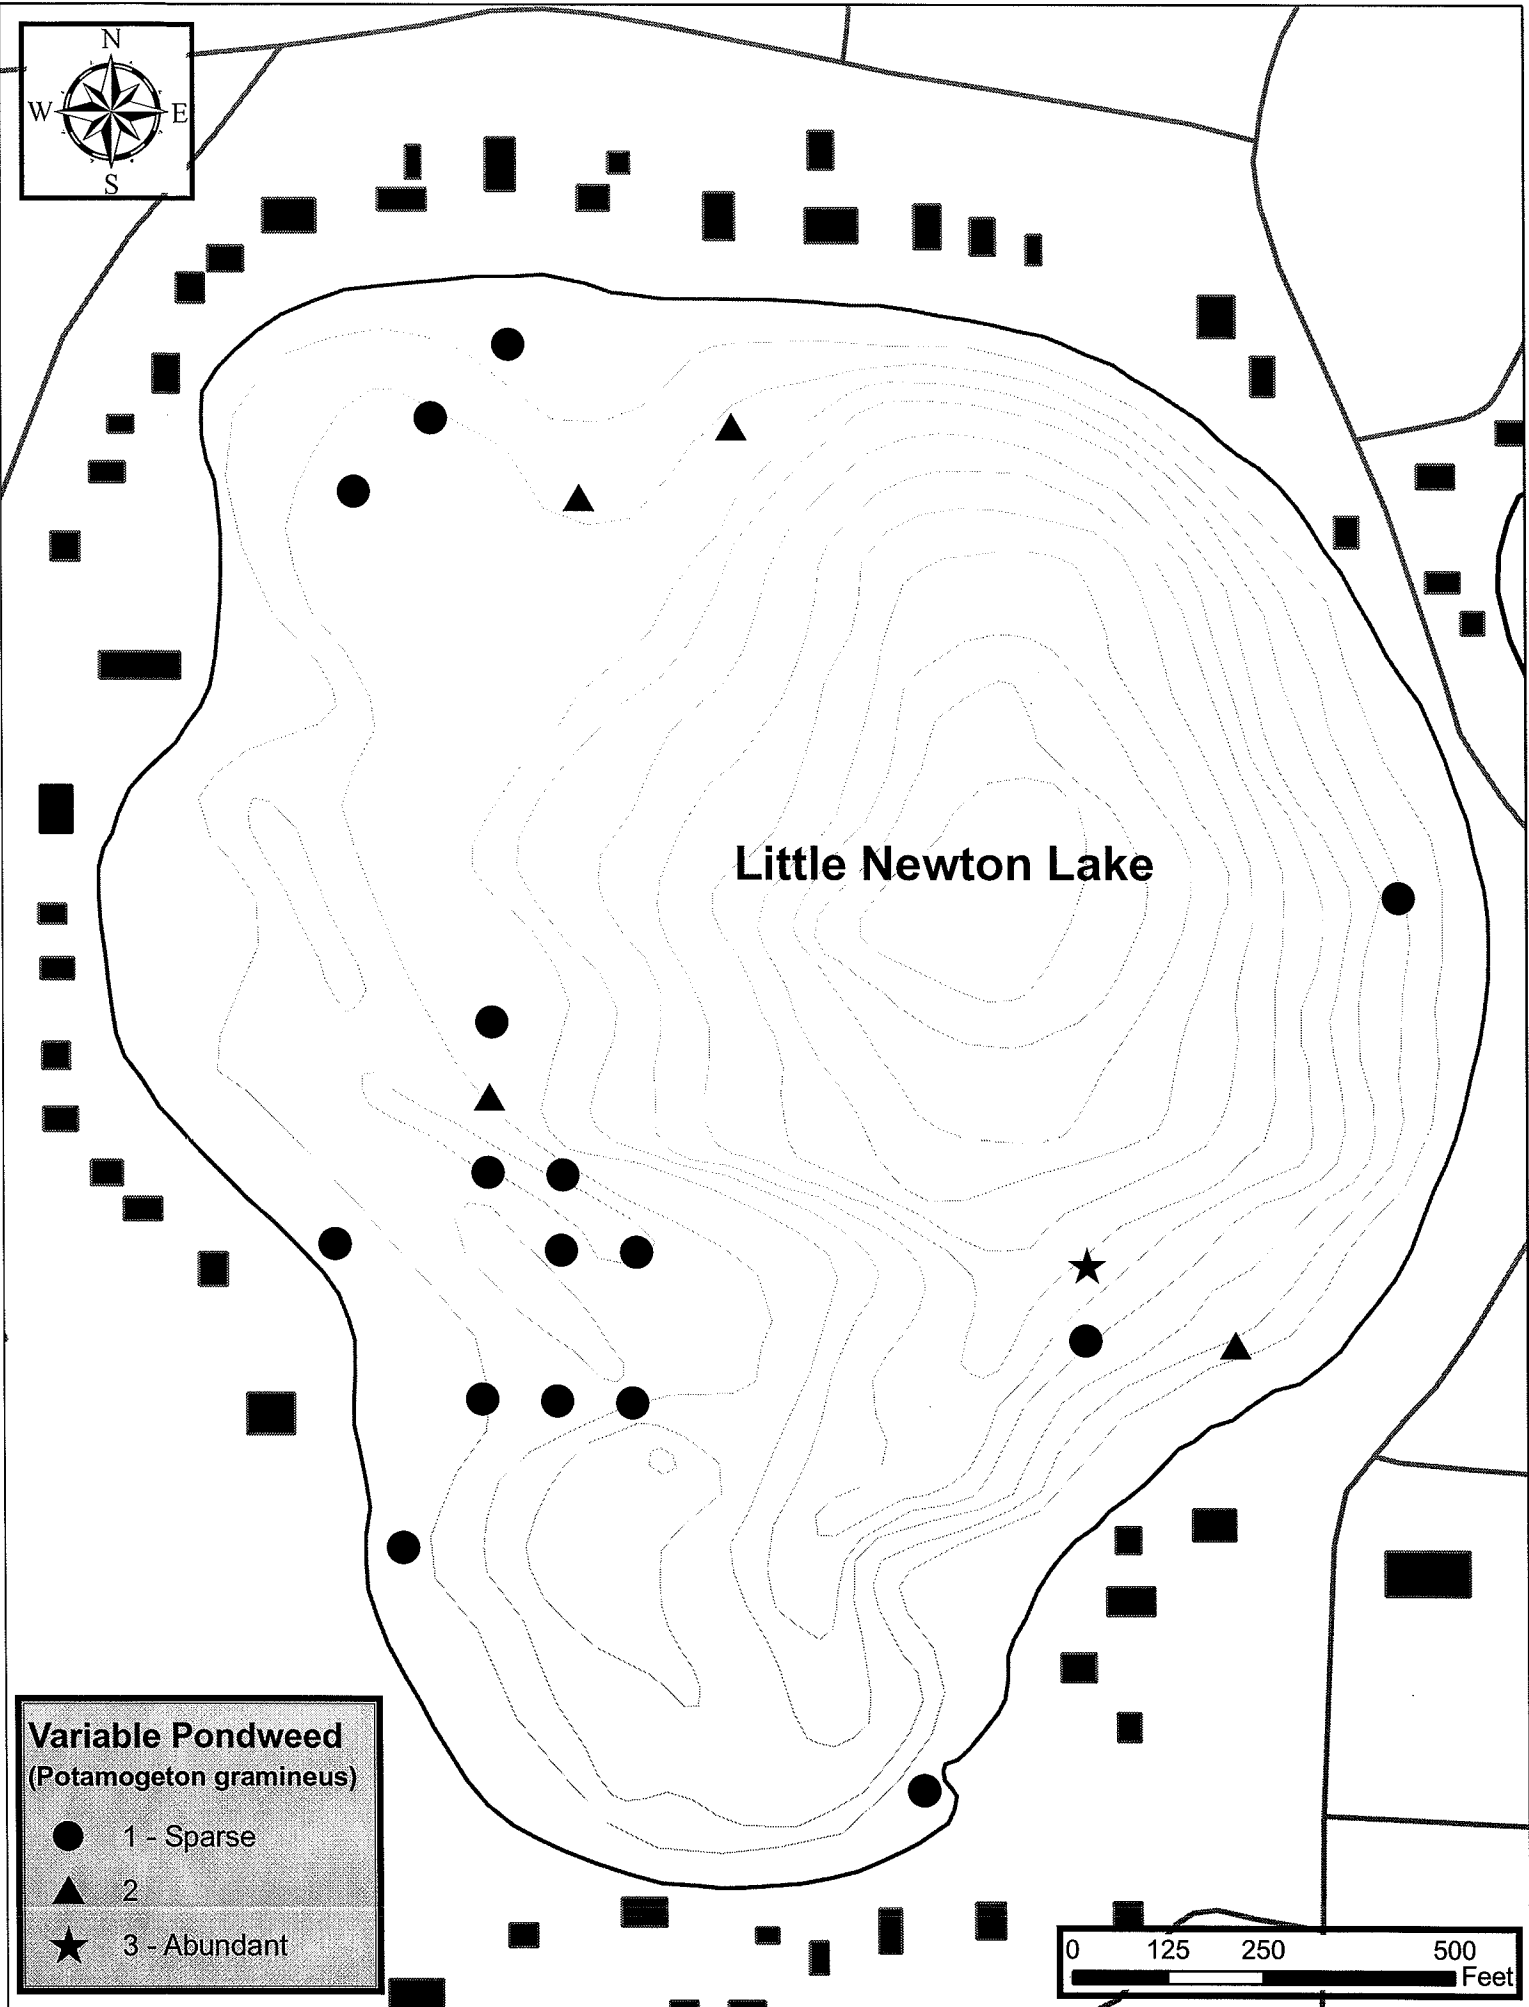 N
W E
S
Little Newton Lake
Variable Pondweed
(Potamogeton gramineus)
1 - Sparse
2
3 - Abundant
0 125 250 500
Feet